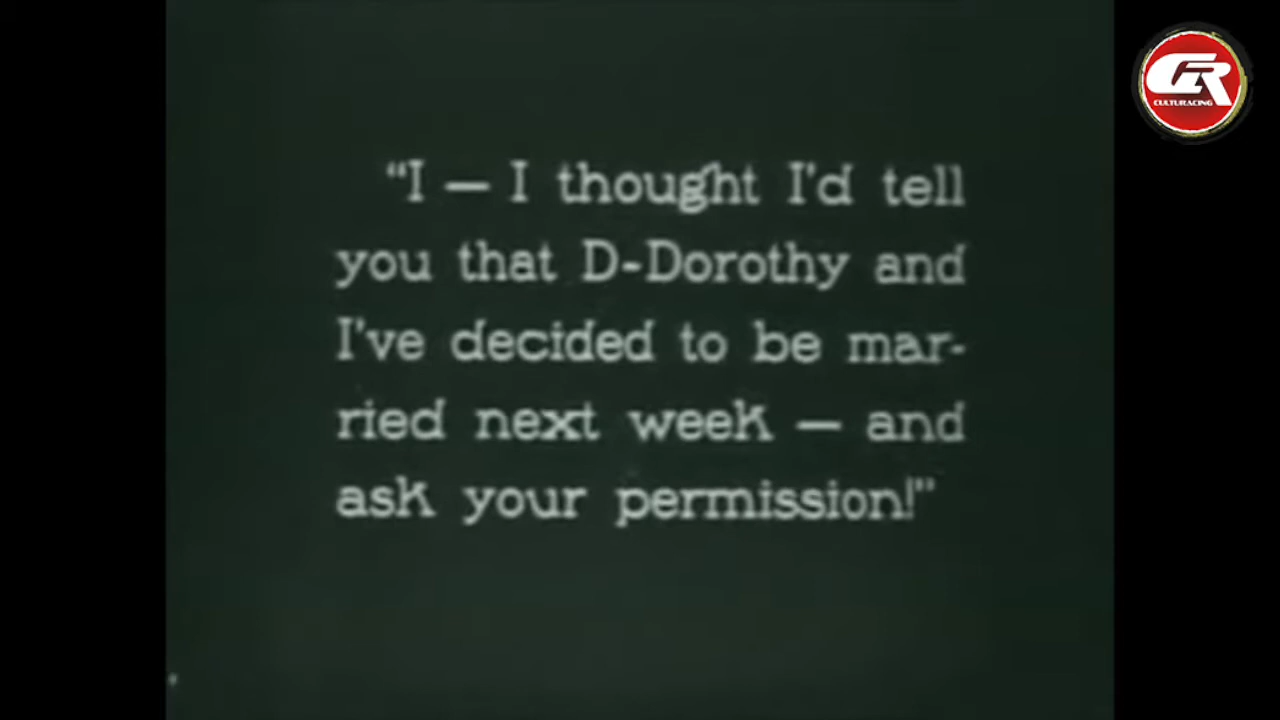 CR
CULTURACING
“I — I thought I'd tell
you that D-Dorothy and
I've decided to be mar-
ried next week — and
ask your permission!”